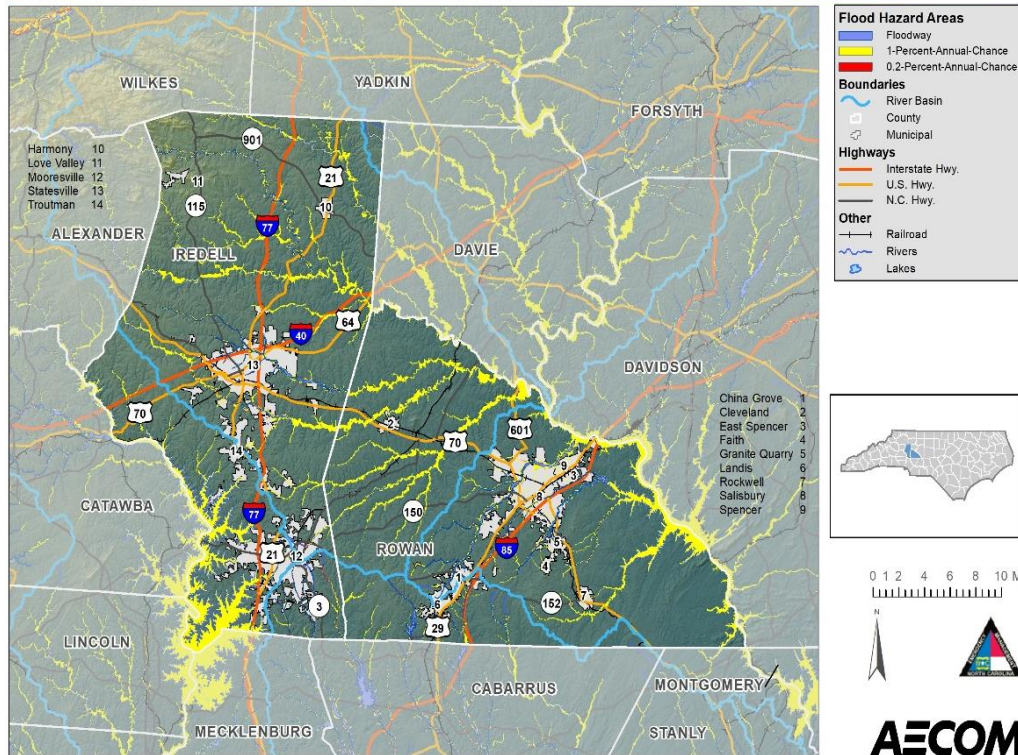 WILKES
YADKIN
FORSYTH
Harmony 10
Love Valley 11
Mooresville 12
Statesville 13
Troutman 14
901
21
11
10
115
77
ALEXANDER
IREDELL
DAVIE
64
40
13
DAVIDSON
70
China Grove 1
Cleveland 2
East Spencer 3
Faith 4
Granite Quarry 5
Landis 6
Rockwell 7
Salisbury 8
Spencer 9
2
601
70
14
9
3
8
CATAWBA
77
150
21
12
ROWAN
85
5
4
1
6
3
152
7
29
LINCOLN
CABARRUS
MONTGOMERY
MECKLENBURG
STANLY
Flood Hazard Areas
Floodway
1-Percent-Annual-Chance
0.2-Percent-Annual-Chance
Boundaries
River Basin
County
Municipal
Highways
Interstate Hwy.
U.S. Hwy.
N.C. Hwy.
Other
Railroad
Rivers
Lakes
0 1 2 4 6 8 10 M
N
NORTH CAROLINA
AECOM